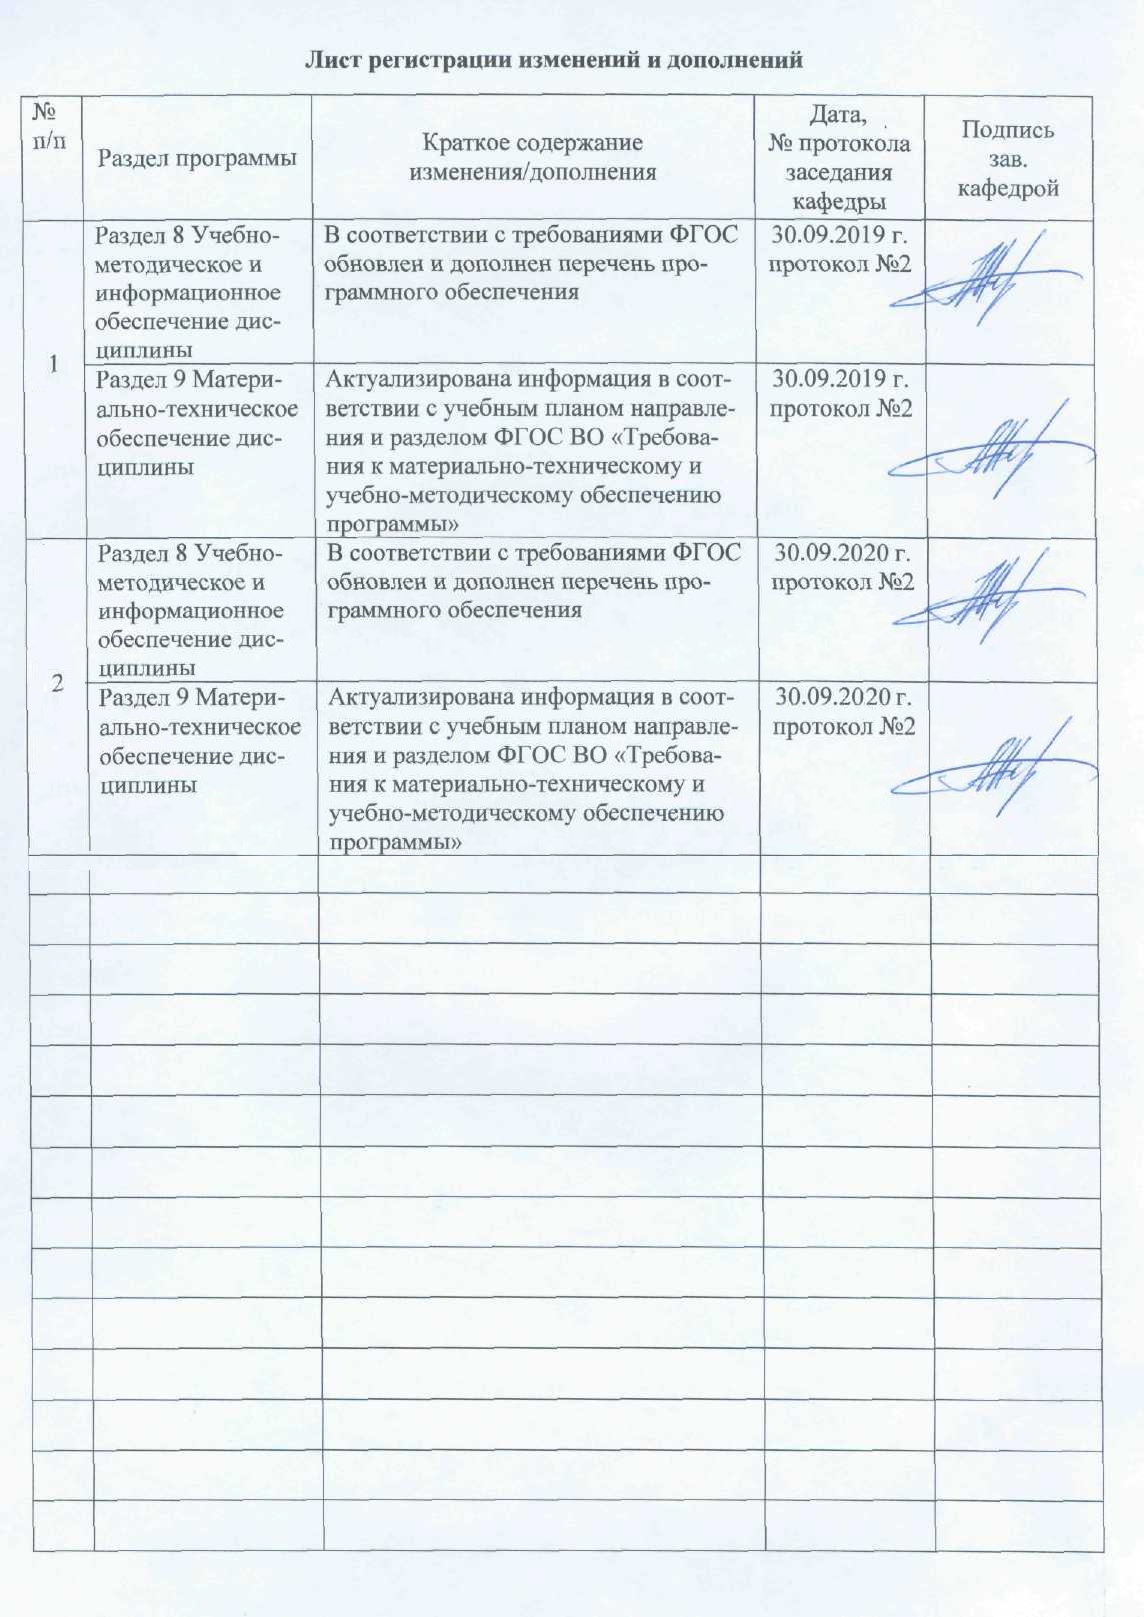 Лист регистрации изменений и дополнений
№
п/п
Раздел программы
Краткое содержание
изменения/дополнения
Дата,
№ протокола
заседания
кафедры
Подпись
зав.
кафедрой
1
Раздел 8 Учебно-
методическое и
информационное
обеспечение дис-
циплины
В соответствии с требованиями ФГОС
обновлен и дополнен перечень про-
граммного обеспечения
30.09.2019 г.
протокол №2
Раздел 9 Матери-
ально-техническое
обеспечение дис-
циплины
Актуализирована информация в соот-
ветствии с учебным планом направле-
ния и разделом ФГОС ВО «Требова-
ния к материально-техническому и
учебно-методическому обеспечению
программы»
30.09.2019 г.
протокол №2
2
Раздел 8 Учебно-
методическое и
информационное
обеспечение дис-
циплины
В соответствии с требованиями ФГОС
обновлен и дополнен перечень про-
граммного обеспечения
30.09.2020 г.
протокол №2
Раздел 9 Матери-
ально-техническое
обеспечение дис-
циплины
Актуализирована информация в соот-
ветствии с учебным планом направле-
ния и разделом ФГОС ВО «Требова-
ния к материально-техническому и
учебно-методическому обеспечению
программы»
30.09.2020 г.
протокол №2